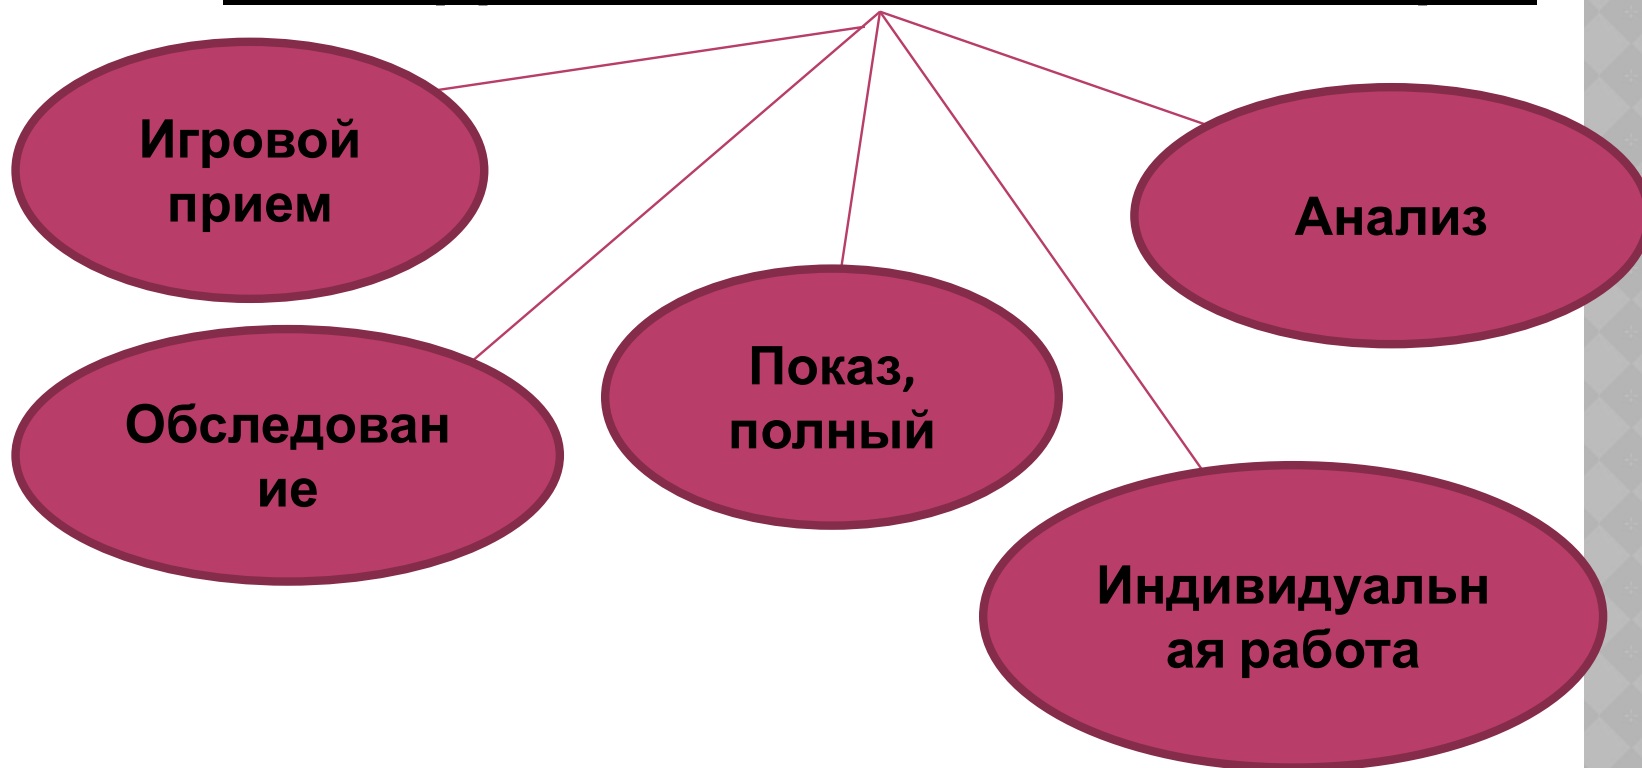 Игровой
прием
Анализ
Показ,
полный
Обследован
ие
Индивидуальн
ая работа